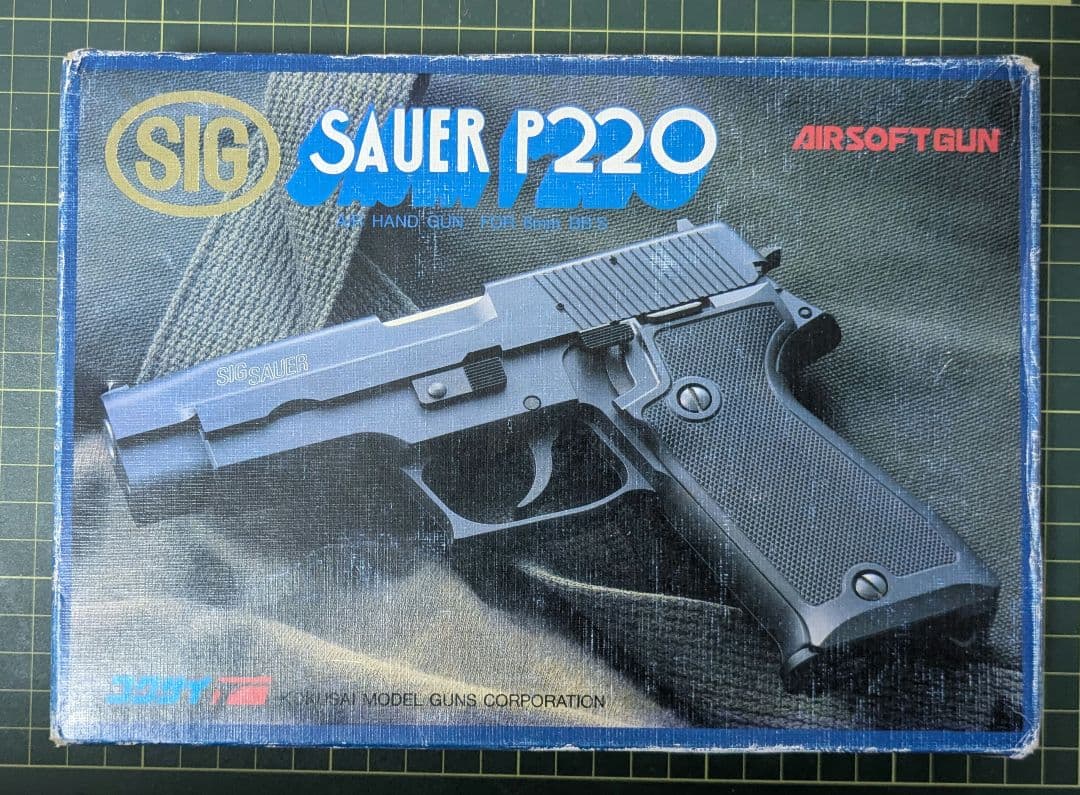 SIG SAUER P220
AIRSOFTGUN
AIR HAND GUN FOR 6mm BB'S
SIG SAUER
コクサイ KOKUSAI MODEL GUNS CORPORATION